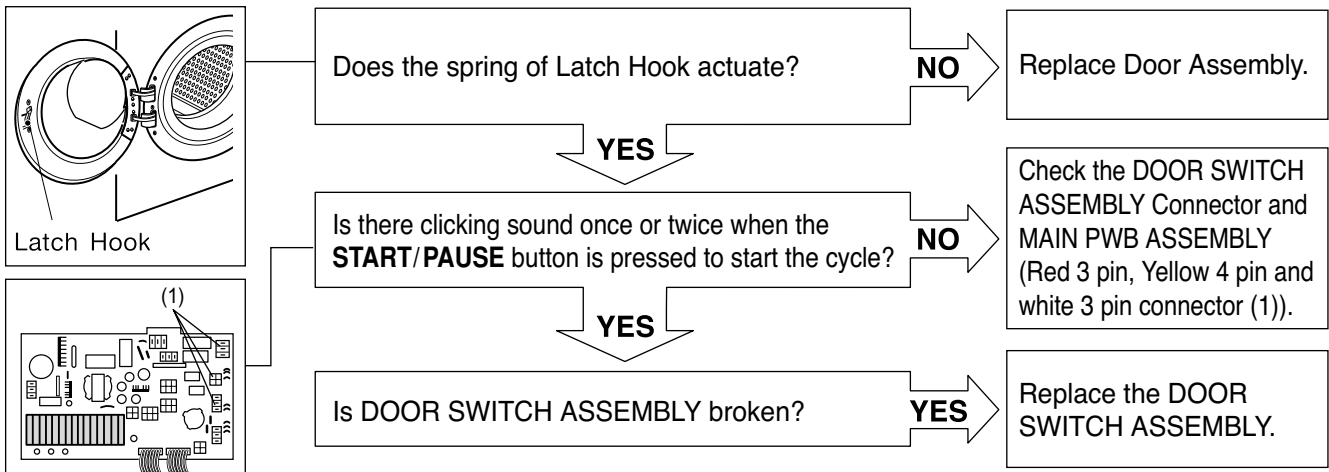 Latch Hook
(1)
Does the spring of Latch Hook actuate?
NO
Replace Door Assembly.
YES
Is there clicking sound once or twice when the
START/PAUSE button is pressed to start the cycle?
NO
Check the DOOR SWITCH
ASSEMBLY Connector and
MAIN PWB ASSEMBLY
(Red 3 pin, Yellow 4 pin and
white 3 pin connector (1)).
YES
Is DOOR SWITCH ASSEMBLY broken?
YES
Replace the DOOR
SWITCH ASSEMBLY.